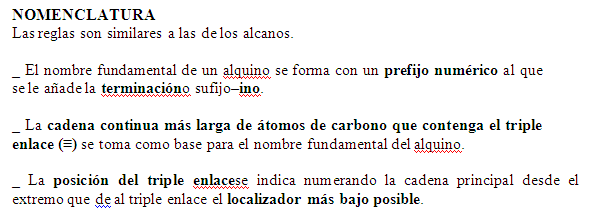 NOMENCLATURA
Las reglas son similares a las de los alcanos.
_ El nombre fundamental de un alquino se forma con un prefijo numérico al que
se le añade la terminacióno sufijo–ino.
_ La cadena continua más larga de átomos de carbono que contenga el triple
enlace (≡) se toma como base para el nombre fundamental del alquino.
_ La posición del triple enlacese indica numerando la cadena principal desde el
extremo que de al triple enlace el localizador más bajo posible.